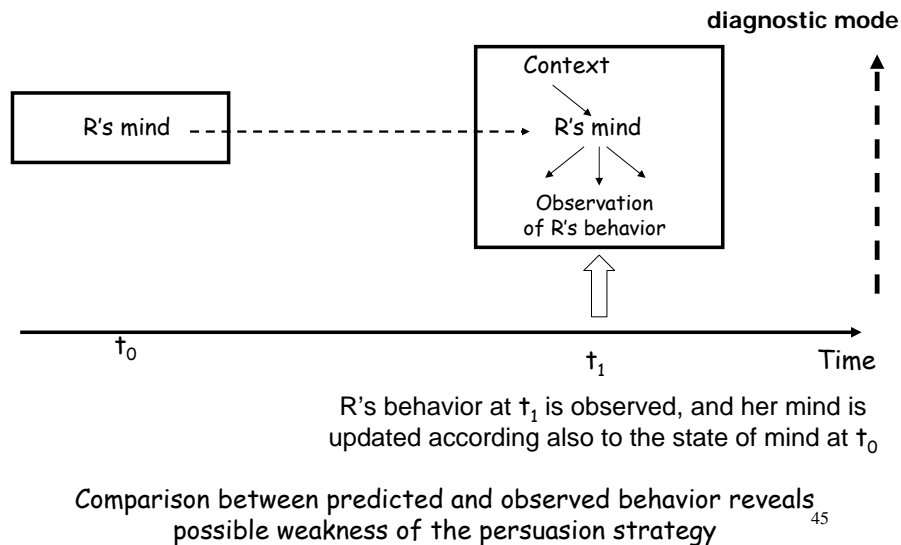 diagnostic mode
Context
R's mind
R's mind
Observation
of R's behavior
t₀
t₁
Time
R's behavior at t₁ is observed, and her mind is
updated according also to the state of mind at t₀
Comparison between predicted and observed behavior reveals
possible weakness of the persuasion strategy
45